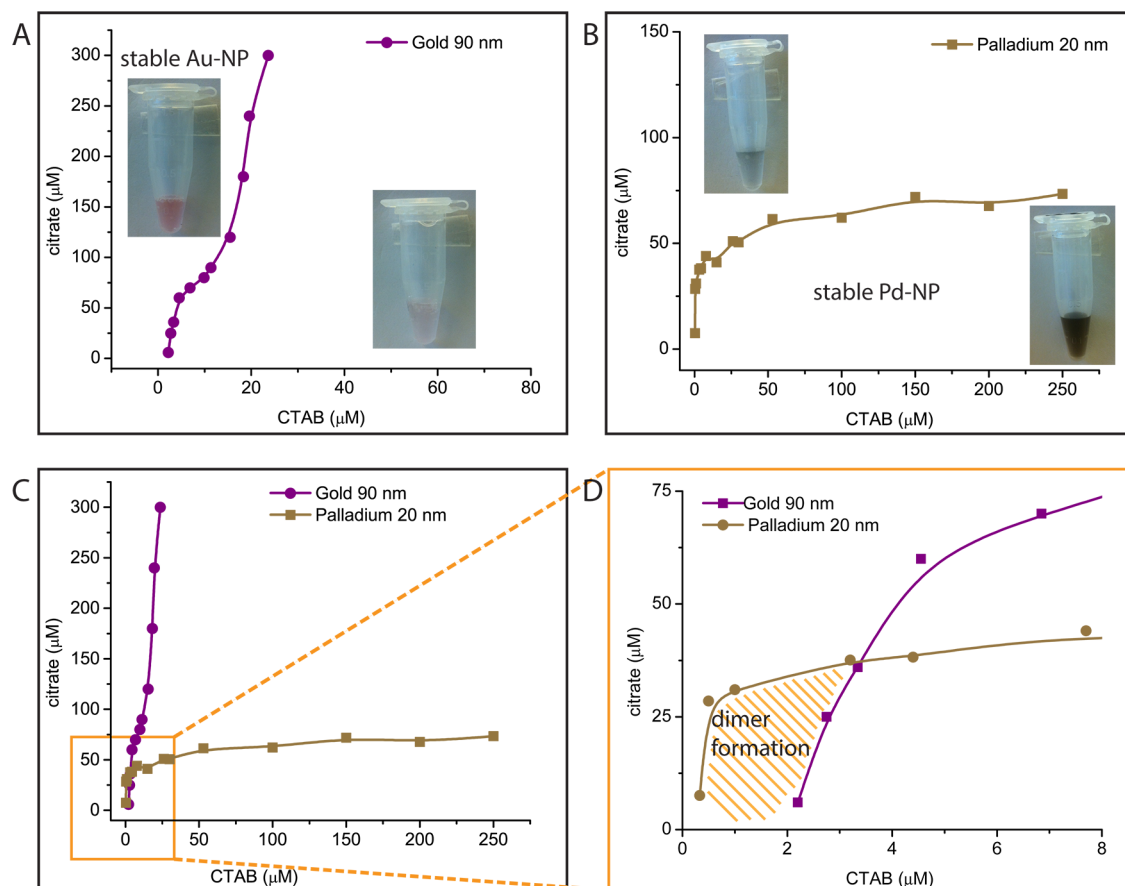 A
Gold 90 nm
stable Au-NP
300
250
200
150
100
50
0
citrate (μM)
0 20 40 60 80
CTAB (μM)
B
Palladium 20 nm
150
100
50
0
citrate (μM)
stable Pd-NP
0 50 100 150 200 250
CTAB (μM)
C
Gold 90 nm
Palladium 20 nm
300
250
200
150
100
50
0
citrate (μM)
0 50 100 150 200 250
CTAB (μM)
D
Gold 90 nm
Palladium 20 nm
75
50
25
0
citrate (μM)
dimer
formation
0 2 4 6 8
CTAB (μM)